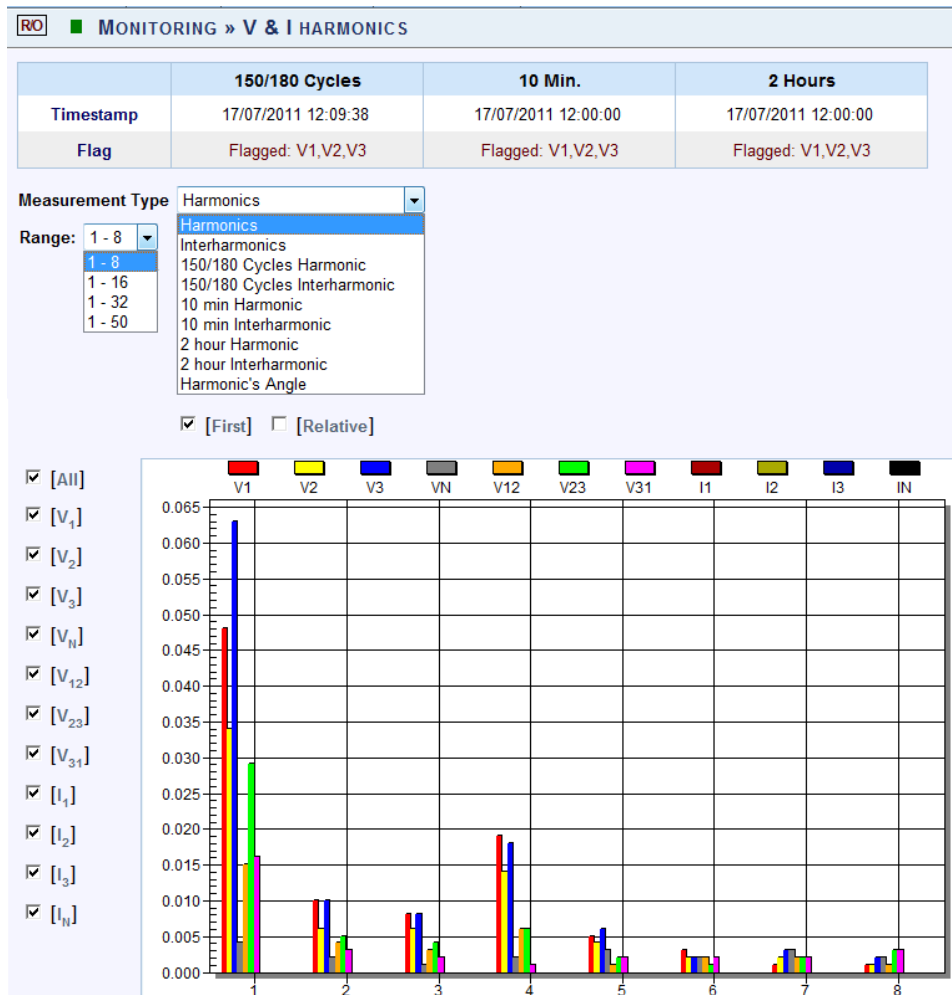 R/O MONITORING » V & I HARMONICS
150/180 Cycles 10 Min. 2 Hours
Timestamp 17/07/2011 12:09:38 17/07/2011 12:00:00 17/07/2011 12:00:00
Flag Flagged: V1,V2,V3 Flagged: V1,V2,V3 Flagged: V1,V2,V3
Measurement Type Harmonics
Range: 1 - 8
1 - 8
1 - 16
1 - 32
1 - 50
Harmonics
Interharmonics
150/180 Cycles Harmonic
150/180 Cycles Interharmonic
10 min Harmonic
10 min Interharmonic
2 hour Harmonic
2 hour Interharmonic
Harmonic's Angle
[First] [Relative]
[All]
[V1]
[V2]
[V3]
[VN]
[V12]
[V23]
[V31]
[I1]
[I2]
[I3]
[IN]
V1 V2 V3 VN V12 V23 V31 I1 I2 I3 IN
0.065
0.060
0.055
0.050
0.045
0.040
0.035
0.030
0.025
0.020
0.015
0.010
0.005
0.000
1 2 3 4 5 6 7 8